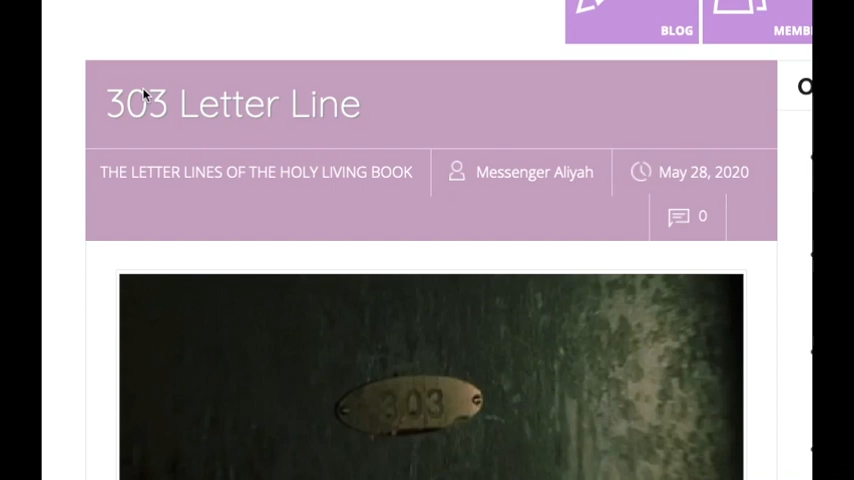 BLOG
MEMB
303 Letter Line
THE LETTER LINES OF THE HOLY LIVING BOOK
Messenger Aliyah
May 28, 2020
0
303